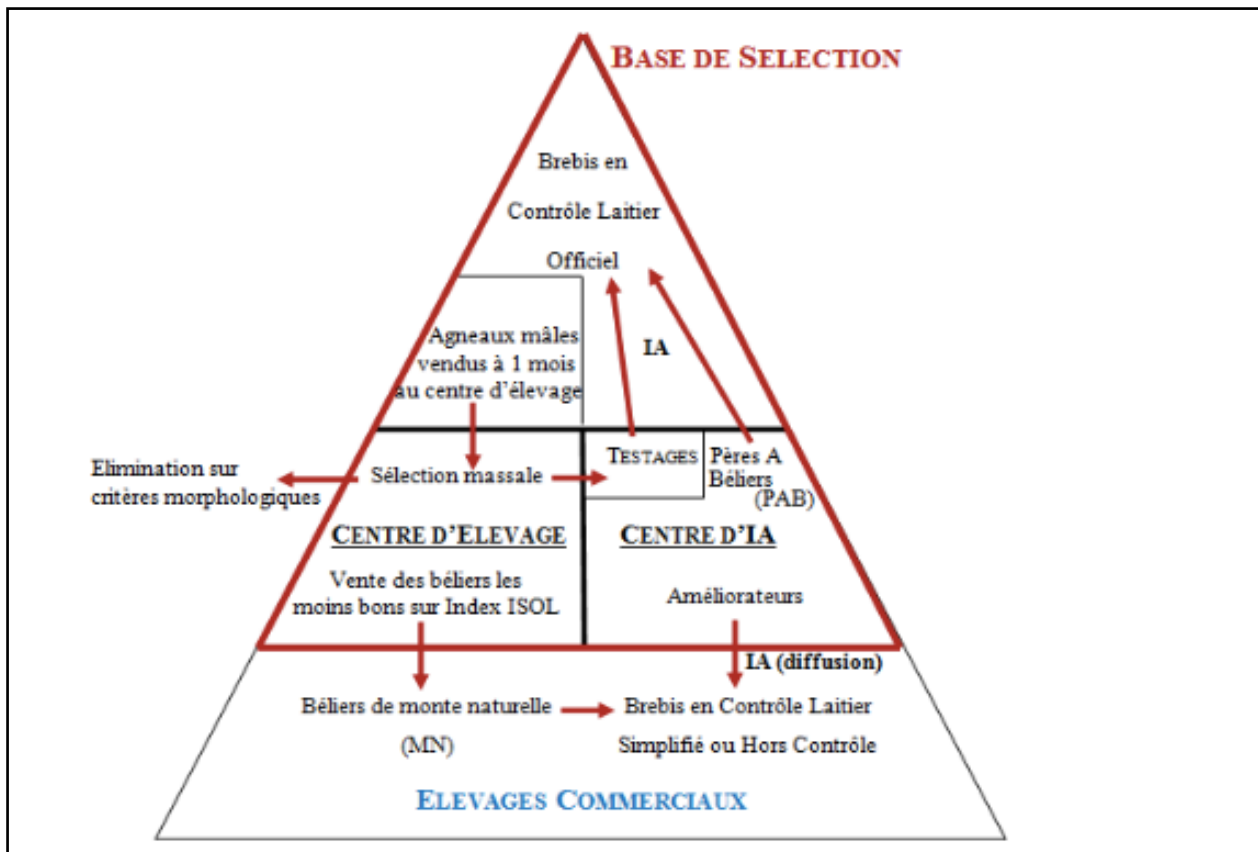 BASE DE SELECTION
Brebis en
Contrôle Laitier
Officiel
Agneaux mâles
vendus à 1 mois
au centre d'élevage
IA
Elimination sur
critères morphologiques
Sélection massale
TESTAGES
Pères A
Béliers
(PAB)
CENTRE D'ELEVAGE
CENTRE D'IA
Vente des béliers les
moins bons sur Index ISOL
Améliorateurs
IA (diffusion)
Béliers de monte naturelle
(MN)
Brebis en Contrôle Laitier
Simplifié ou Hors Contrôle
ELEVAGES COMMERCIAUX